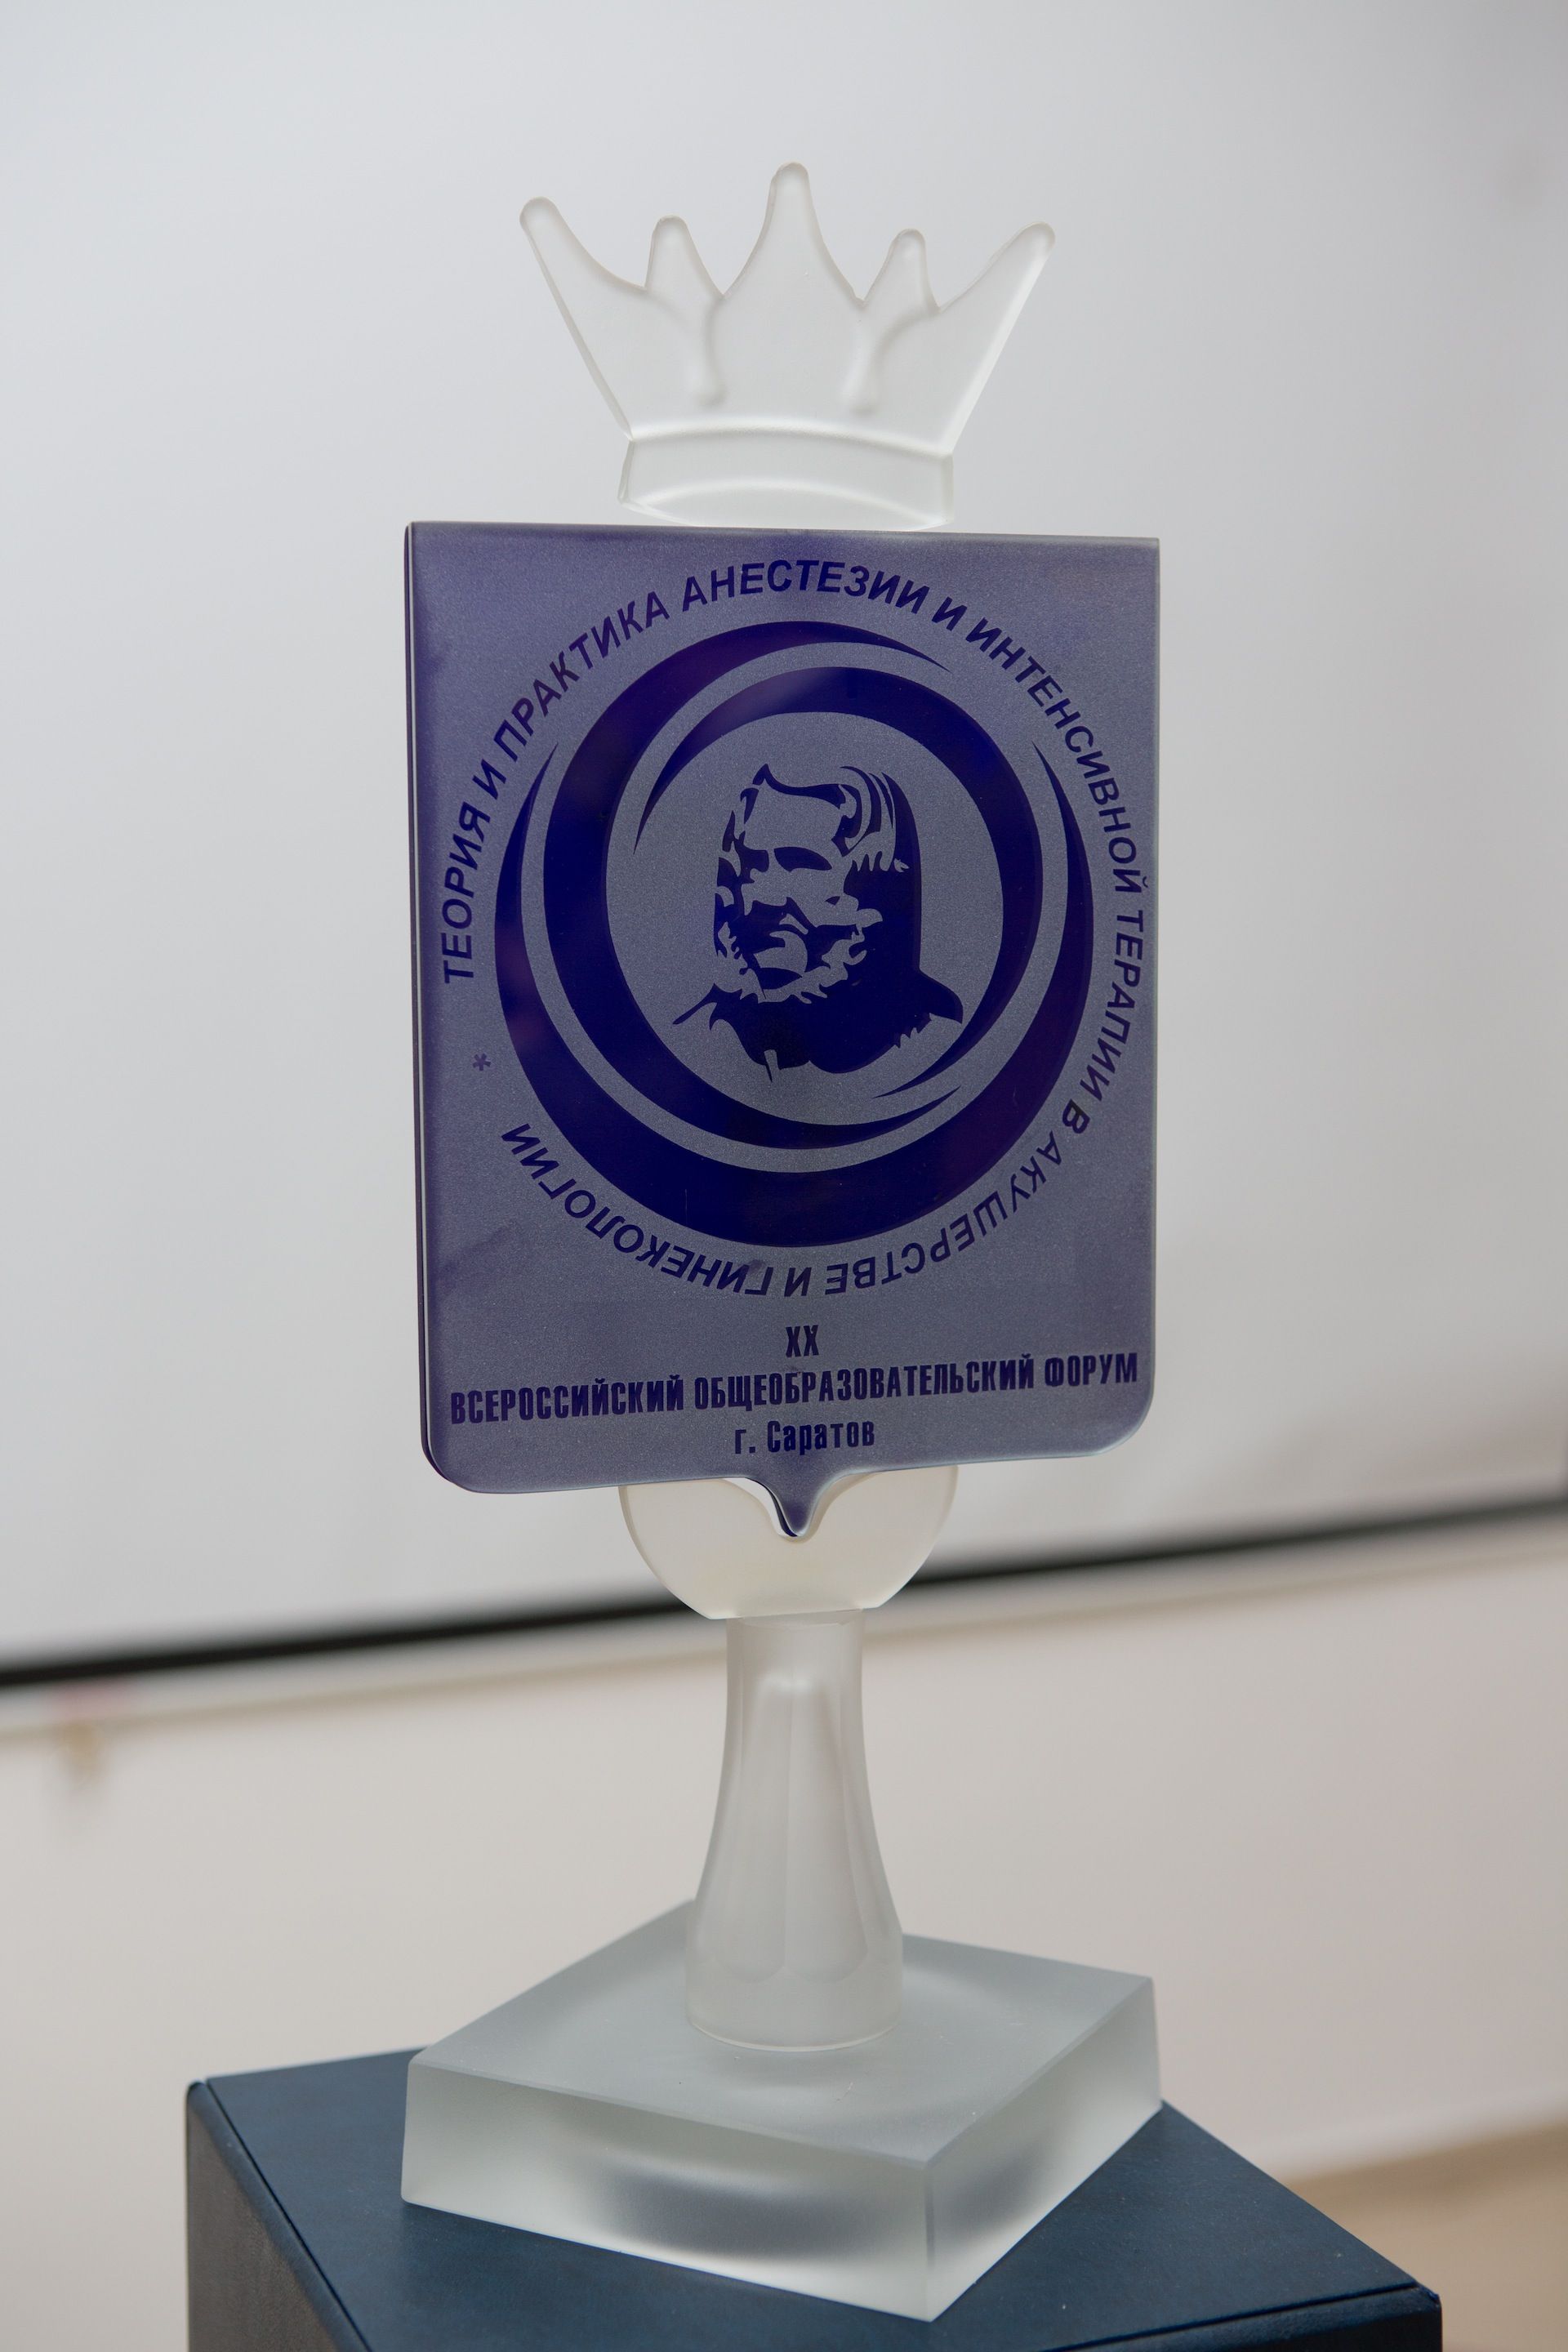 ТЕОРИЯ И ПРАКТИКА АНЕСТЕЗИИ И ИНТЕНСИВНОЙ ТЕРАПИИ В АКУШЕРСТВЕ И ГИНЕКОЛОГИИ *
XX
ВСЕРОССИЙСКИЙ ОБЩЕОБРАЗОВАТЕЛЬСКИЙ ФОРУМ
г. Саратов